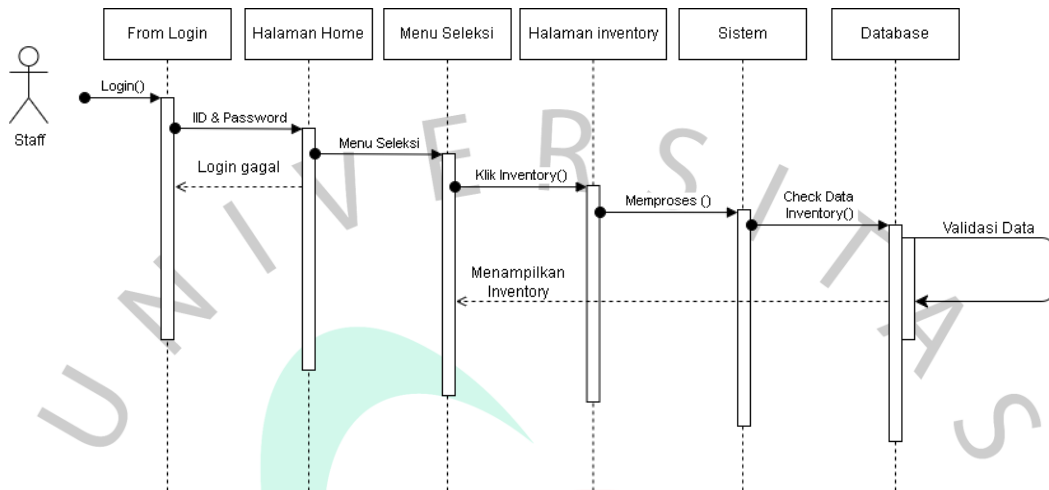 From Login
Halaman Home
Menu Seleksi
Halaman inventory
Sistem
Database
Staff
Login()
IID & Password
Menu Seleksi
Login gagal
Klik Inventory()
Memproses ()
Check Data
Inventory()
Validasi Data
Menampilkan
Inventory
UNIVERSITAS